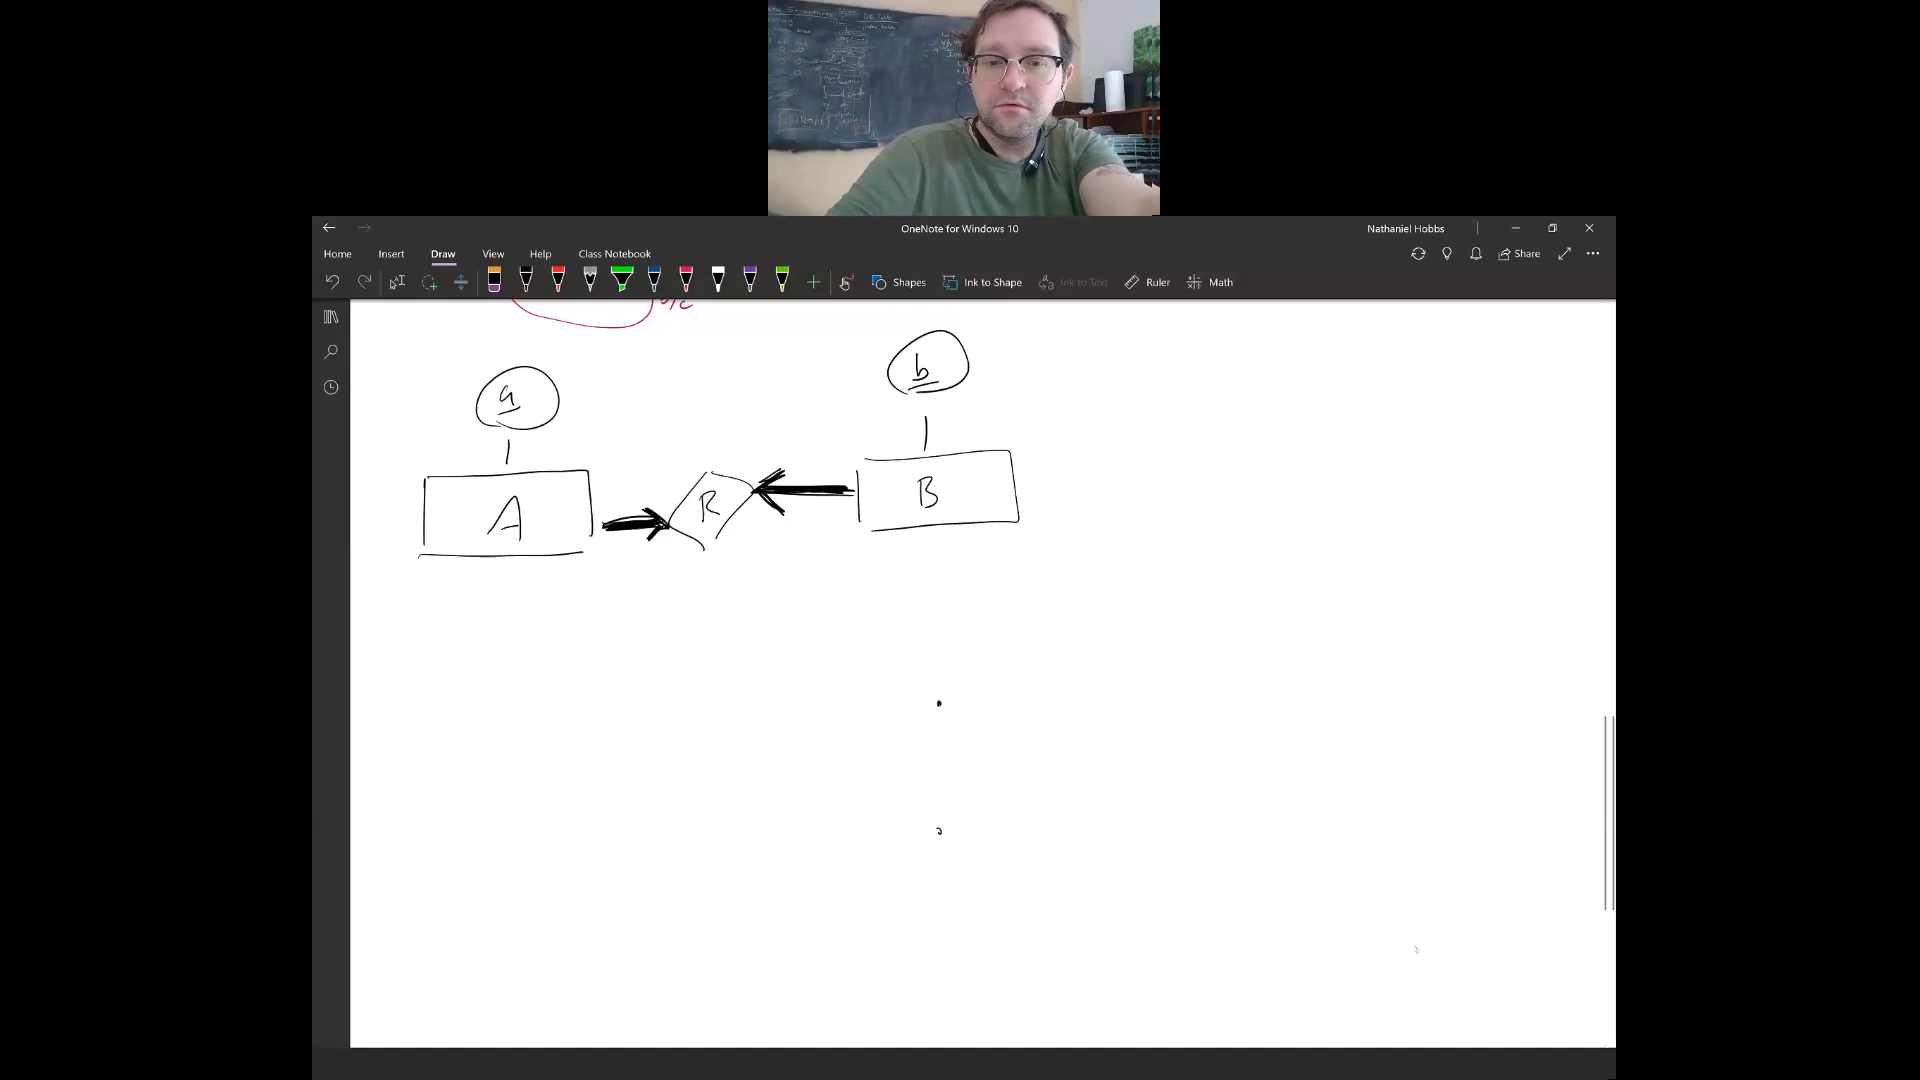 OneNote for Windows 10
Nathaniel Hobbs
Home Insert Draw View Help Class Notebook
Share
Shapes Ink to Shape Ink to Text Ruler Math
b/c
a
b
A
R
B